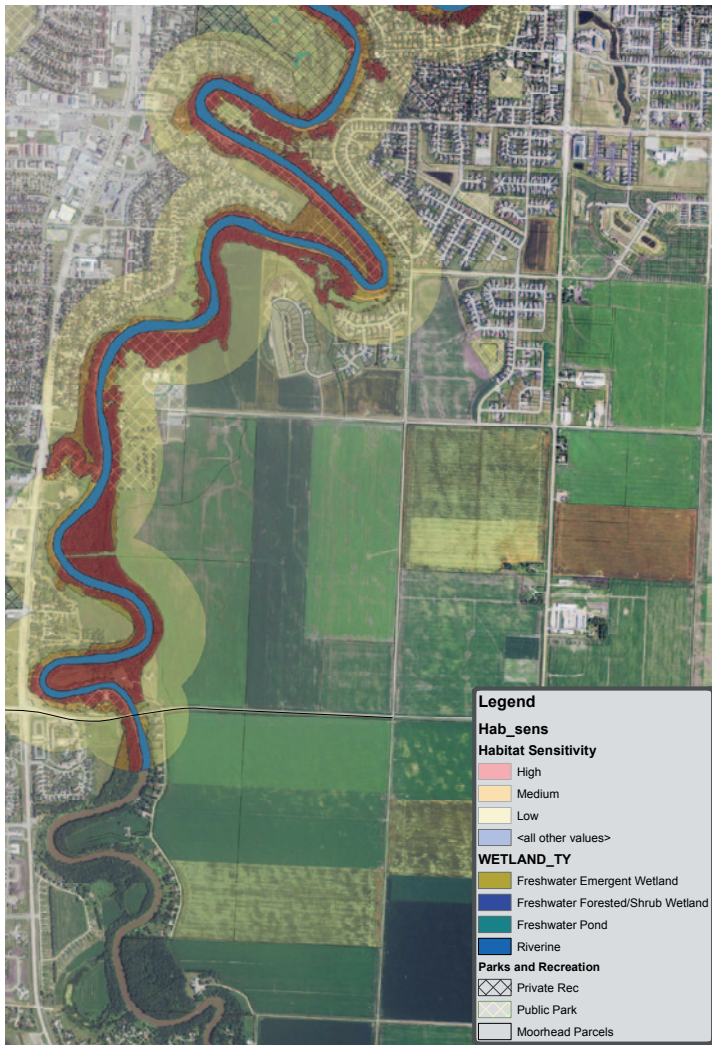 Legend
Hab_sens
Habitat Sensitivity
High
Medium
Low
<all other values>
WETLAND_TY
Freshwater Emergent Wetland
Freshwater Forested/Shrub Wetland
Freshwater Pond
Riverine
Parks and Recreation
Private Rec
Public Park
Moorhead Parcels